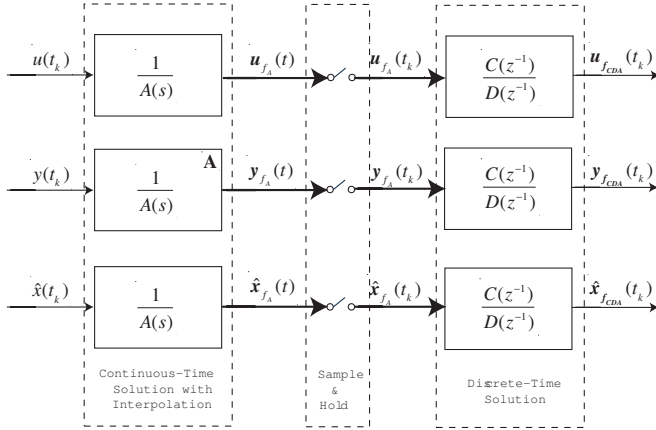 u(t_k) 1/A(s) u_{f_A}(t) u_{f_A}(t_k) C(z^{-1})/D(z^{-1}) u_{f_{CDA}}(t_k)
y(t_k) 1/A(s) A y_{f_A}(t) y_{f_A}(t_k) C(z^{-1})/D(z^{-1}) y_{f_{CDA}}(t_k)
x̂(t_k) 1/A(s) x̂_{f_A}(t) x̂_{f_A}(t_k) C(z^{-1})/D(z^{-1}) x̂_{f_{CDA}}(t_k)
Continuous-Time
Solution with
Interpolation
Sample
&
Hold
Discrete-Time
Solution